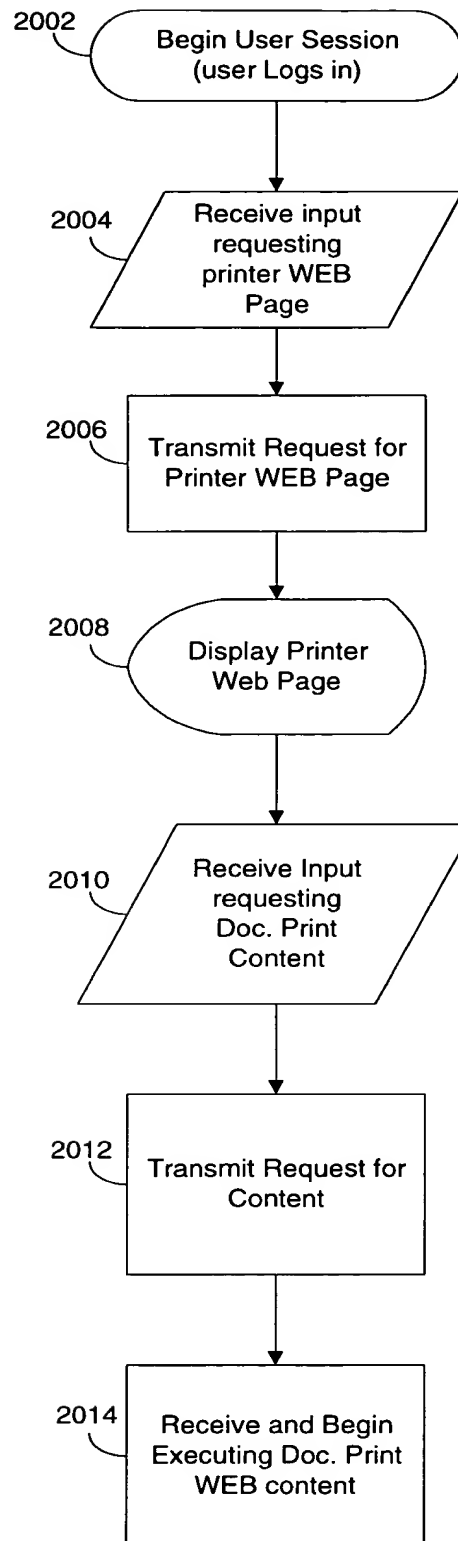 2002
Begin User Session
(user Logs in)
2004
Receive input
requesting
printer WEB
Page
2006
Transmit Request for
Printer WEB Page
2008
Display Printer
Web Page
2010
Receive Input
requesting
Doc. Print
Content
2012
Transmit Request for
Content
2014
Receive and Begin
Executing Doc. Print
WEB content